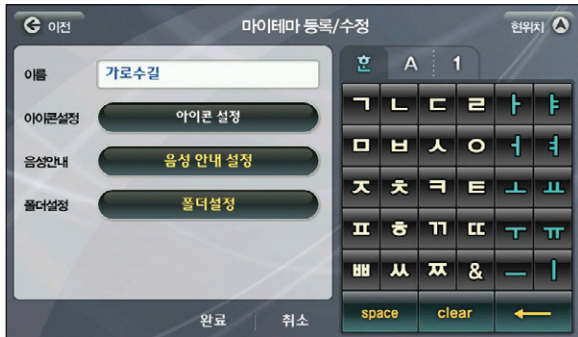 이전 마이테마 등록/수정 현위치
이름 가로수길
아이콘설정 아이콘 설정
음성안내 음성 안내 설정
폴더설정 폴더설정
완료 취소
훈 A 1
ㄱ ㄴ ㄷ ㄹ ㅏ ㅑ
ㅁ ㅂ ㅅ ㅇ ㅓ ㅕ
ㅈ ㅊ ㅋ ㅌ ㅗ ㅛ
ㅍ ㅎ ㄲ ㄸ ㅜ ㅠ
ㅃ ㅆ ㅉ & ㅡ ㅣ
space clear